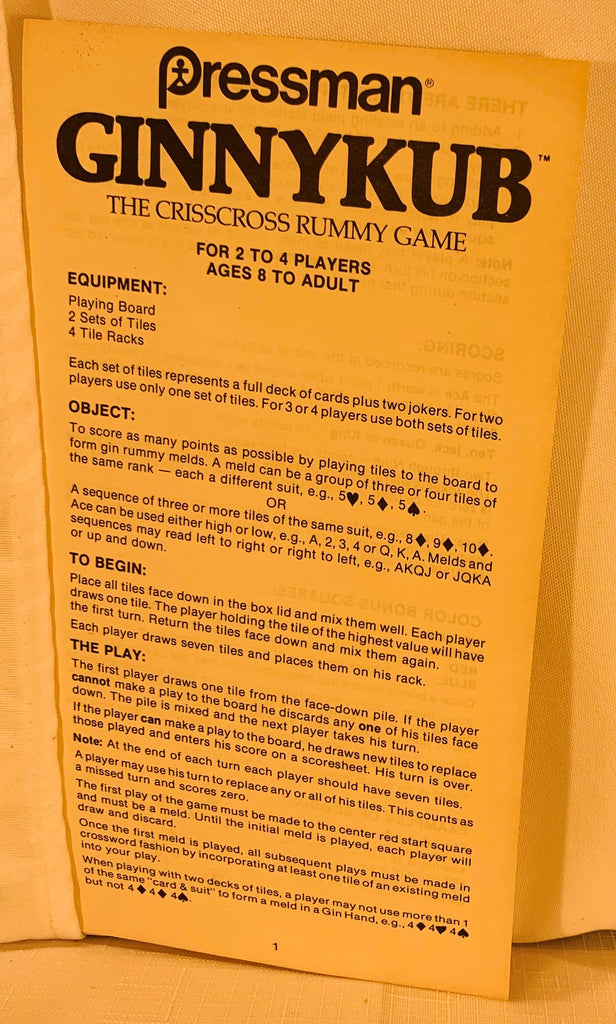 Pressman®
GINNYKUB™
THE CRISSCROSS RUMMY GAME
FOR 2 TO 4 PLAYERS
AGES 8 TO ADULT
EQUIPMENT:
Playing Board
2 Sets of Tiles
4 Tile Racks
Each set of tiles represents a full deck of cards plus two jokers. For two
players use only one set of tiles. For 3 or 4 players use both sets of tiles.
OBJECT:
To score as many points as possible by playing tiles to the board to
form gin rummy melds. A meld can be a group of three or four tiles of
the same rank — each a different suit, e.g., 5♥, 5♦, 5♠.
OR
A sequence of three or more tiles of the same suit, e.g., 8♦, 9♦, 10♦.
Ace can be used either high or low, e.g., A, 2, 3, 4 or Q, K, A. Melds and
sequences may read left to right or right to left, e.g., AKQJ or JQKA
or up and down.
TO BEGIN:
Place all tiles face down in the box lid and mix them well. Each player
draws one tile. The player holding the tile of the highest value will have
the first turn. Return the tiles face down and mix them again.
Each player draws seven tiles and places them on his rack.
THE PLAY:
The first player draws one tile from the face-down pile. If the player
cannot make a play to the board he discards any one of his tiles face
down. The pile is mixed and the next player takes his turn.
If the player can make a play to the board, he draws new tiles to replace
those played and enters his score on a scoresheet. His turn is over.
Note: At the end of each turn each player should have seven tiles.
A player may use his turn to replace any or all of his tiles. This counts as
a missed turn and scores zero.
The first play of the game must be made to the center red start square
and must be a meld. Until the initial meld is played, each player will
draw and discard.
Once the first meld is played, all subsequent plays must be made in
crossword fashion by incorporating at least one tile of an existing meld
into your play.
When playing with two decks of tiles, a player may not use more than 1
of the same "card & suit" to form a meld in a Gin Hand, e.g., 4♦ 4♥ 4♠
but not 4♦ 4♦ 4♠.
1